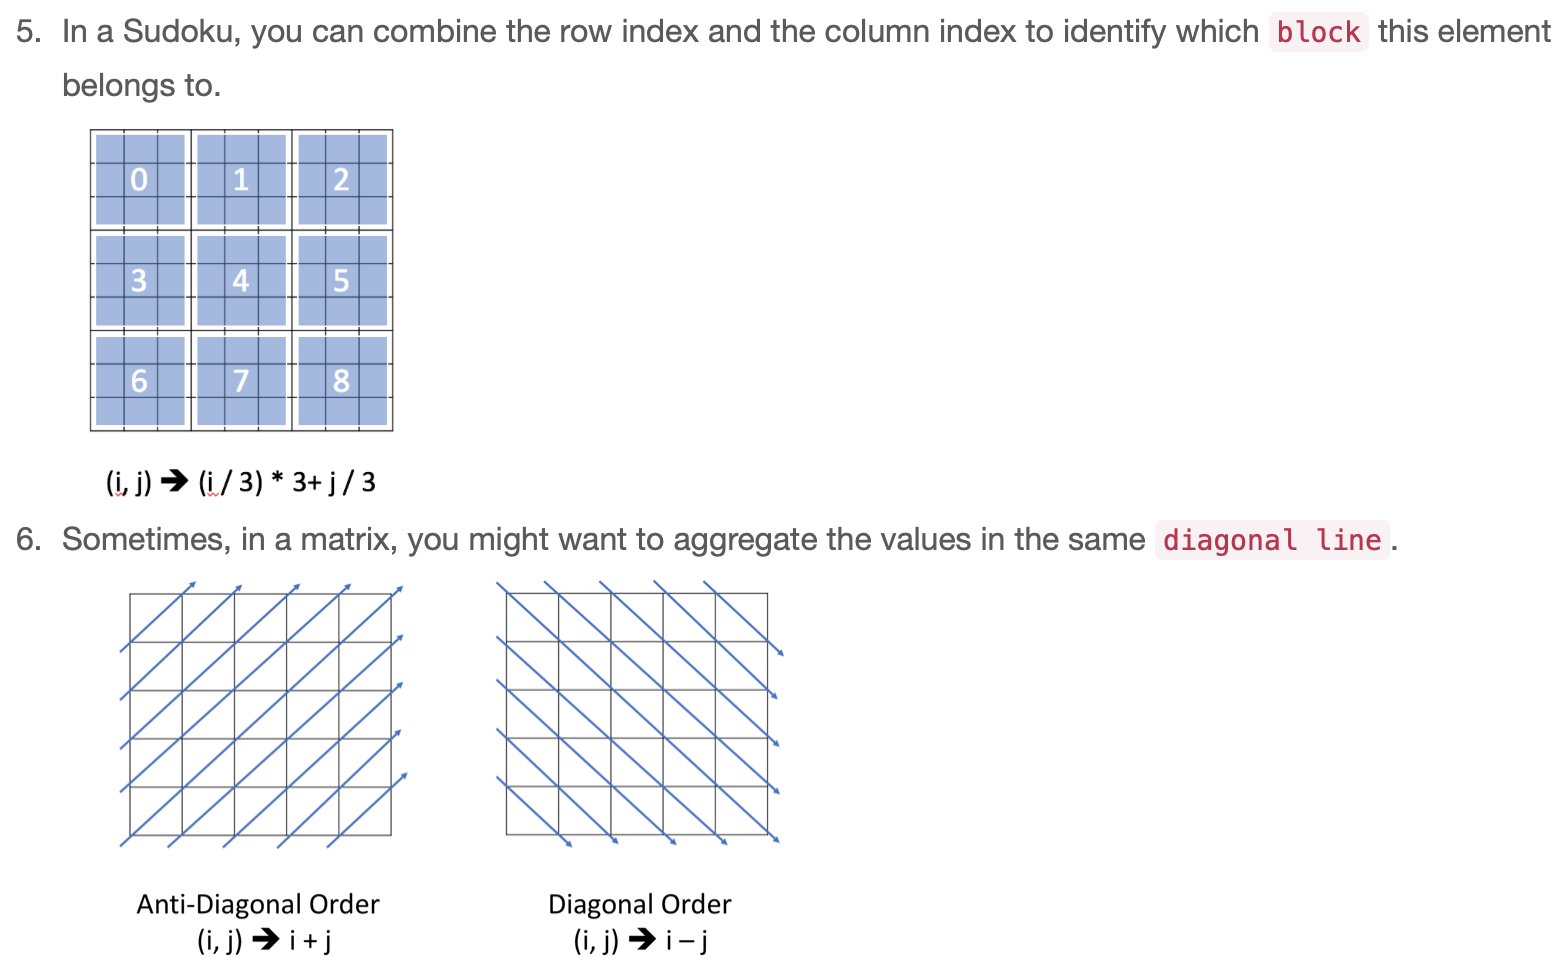 5. In a Sudoku, you can combine the row index and the column index to identify which block this element
belongs to.
0 1 2
3 4 5
6 7 8
(i, j) ➔ (i / 3) * 3+ j / 3
6. Sometimes, in a matrix, you might want to aggregate the values in the same diagonal line.
Anti-Diagonal Order
(i, j) ➔ i + j
Diagonal Order
(i, j) ➔ i – j